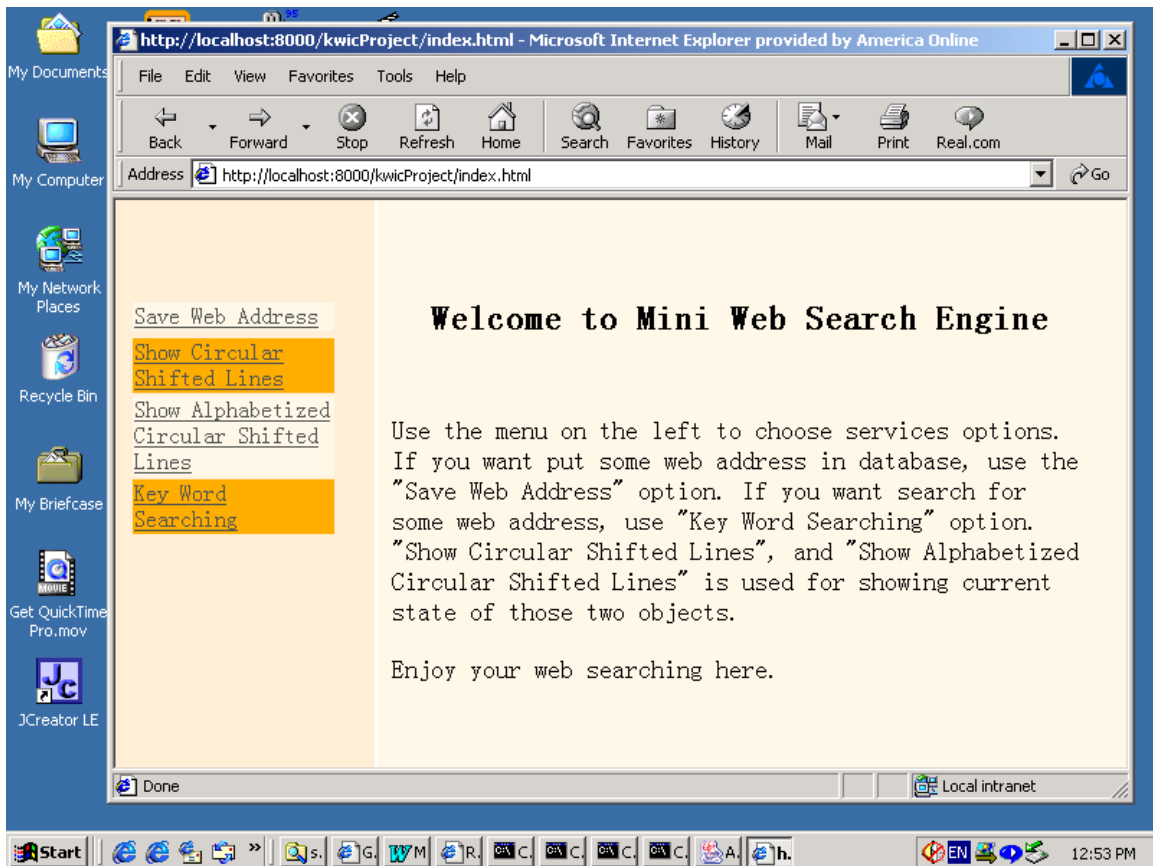 My Documents
My Computer
My Network
Places
Recycle Bin
My Briefcase
MOVIE
Get QuickTime
Pro.mov
JCreator LE
95
http://localhost:8000/kwicProject/index.html - Microsoft Internet Explorer provided by America Online
File Edit View Favorites Tools Help
Back Forward Stop Refresh Home Search Favorites History Mail Print Real.com
Address http://localhost:8000/kwicProject/index.html Go
Save Web Address
Show Circular
Shifted Lines
Show Alphabetized
Circular Shifted
Lines
Key Word
Searching
Welcome to Mini Web Search Engine
Use the menu on the left to choose services options.
If you want put some web address in database, use the
"Save Web Address" option. If you want search for
some web address, use "Key Word Searching" option.
"Show Circular Shifted Lines", and "Show Alphabetized
Circular Shifted Lines" is used for showing current
state of those two objects.
Enjoy your web searching here.
Done Local intranet
Start » s. G. M R. C. C. C. C. A. h. EN 12:53 PM